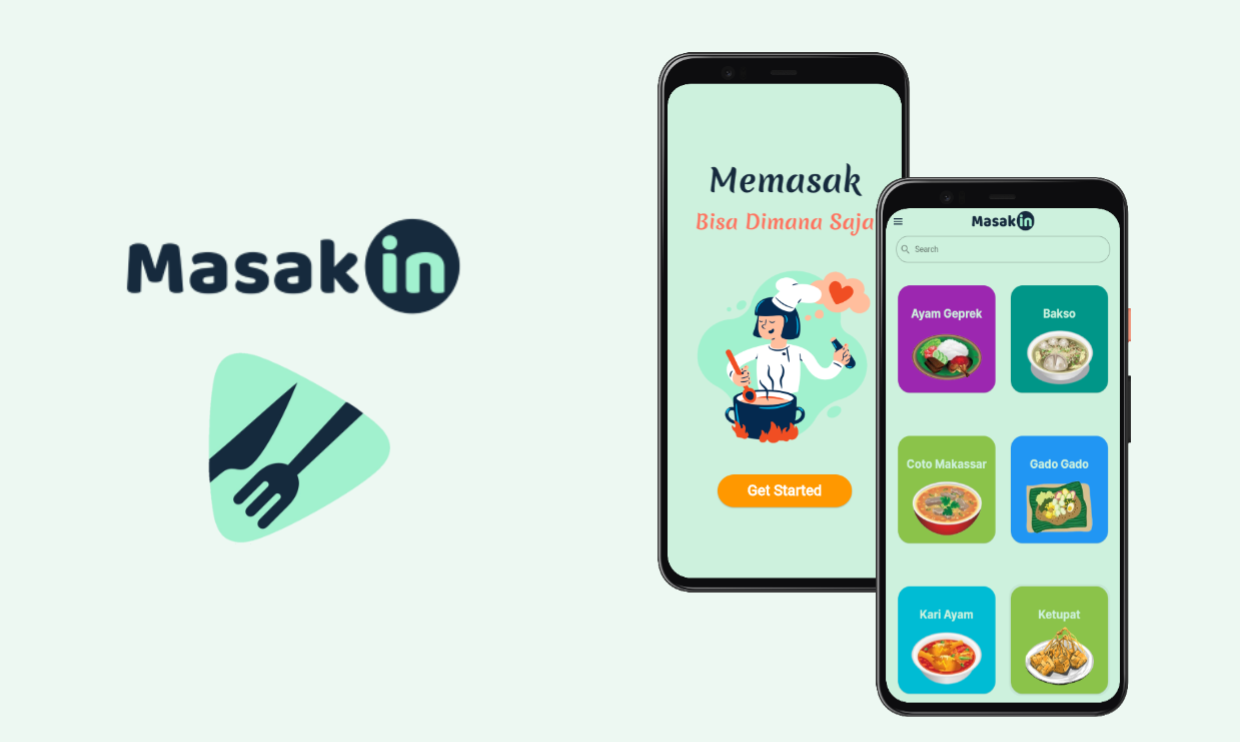 Masakin
Memasak
Bisa Dimana Saja
Get Started
Masakin
Search
Ayam Geprek
Bakso
Coto Makassar
Gado Gado
Kari Ayam
Ketupat